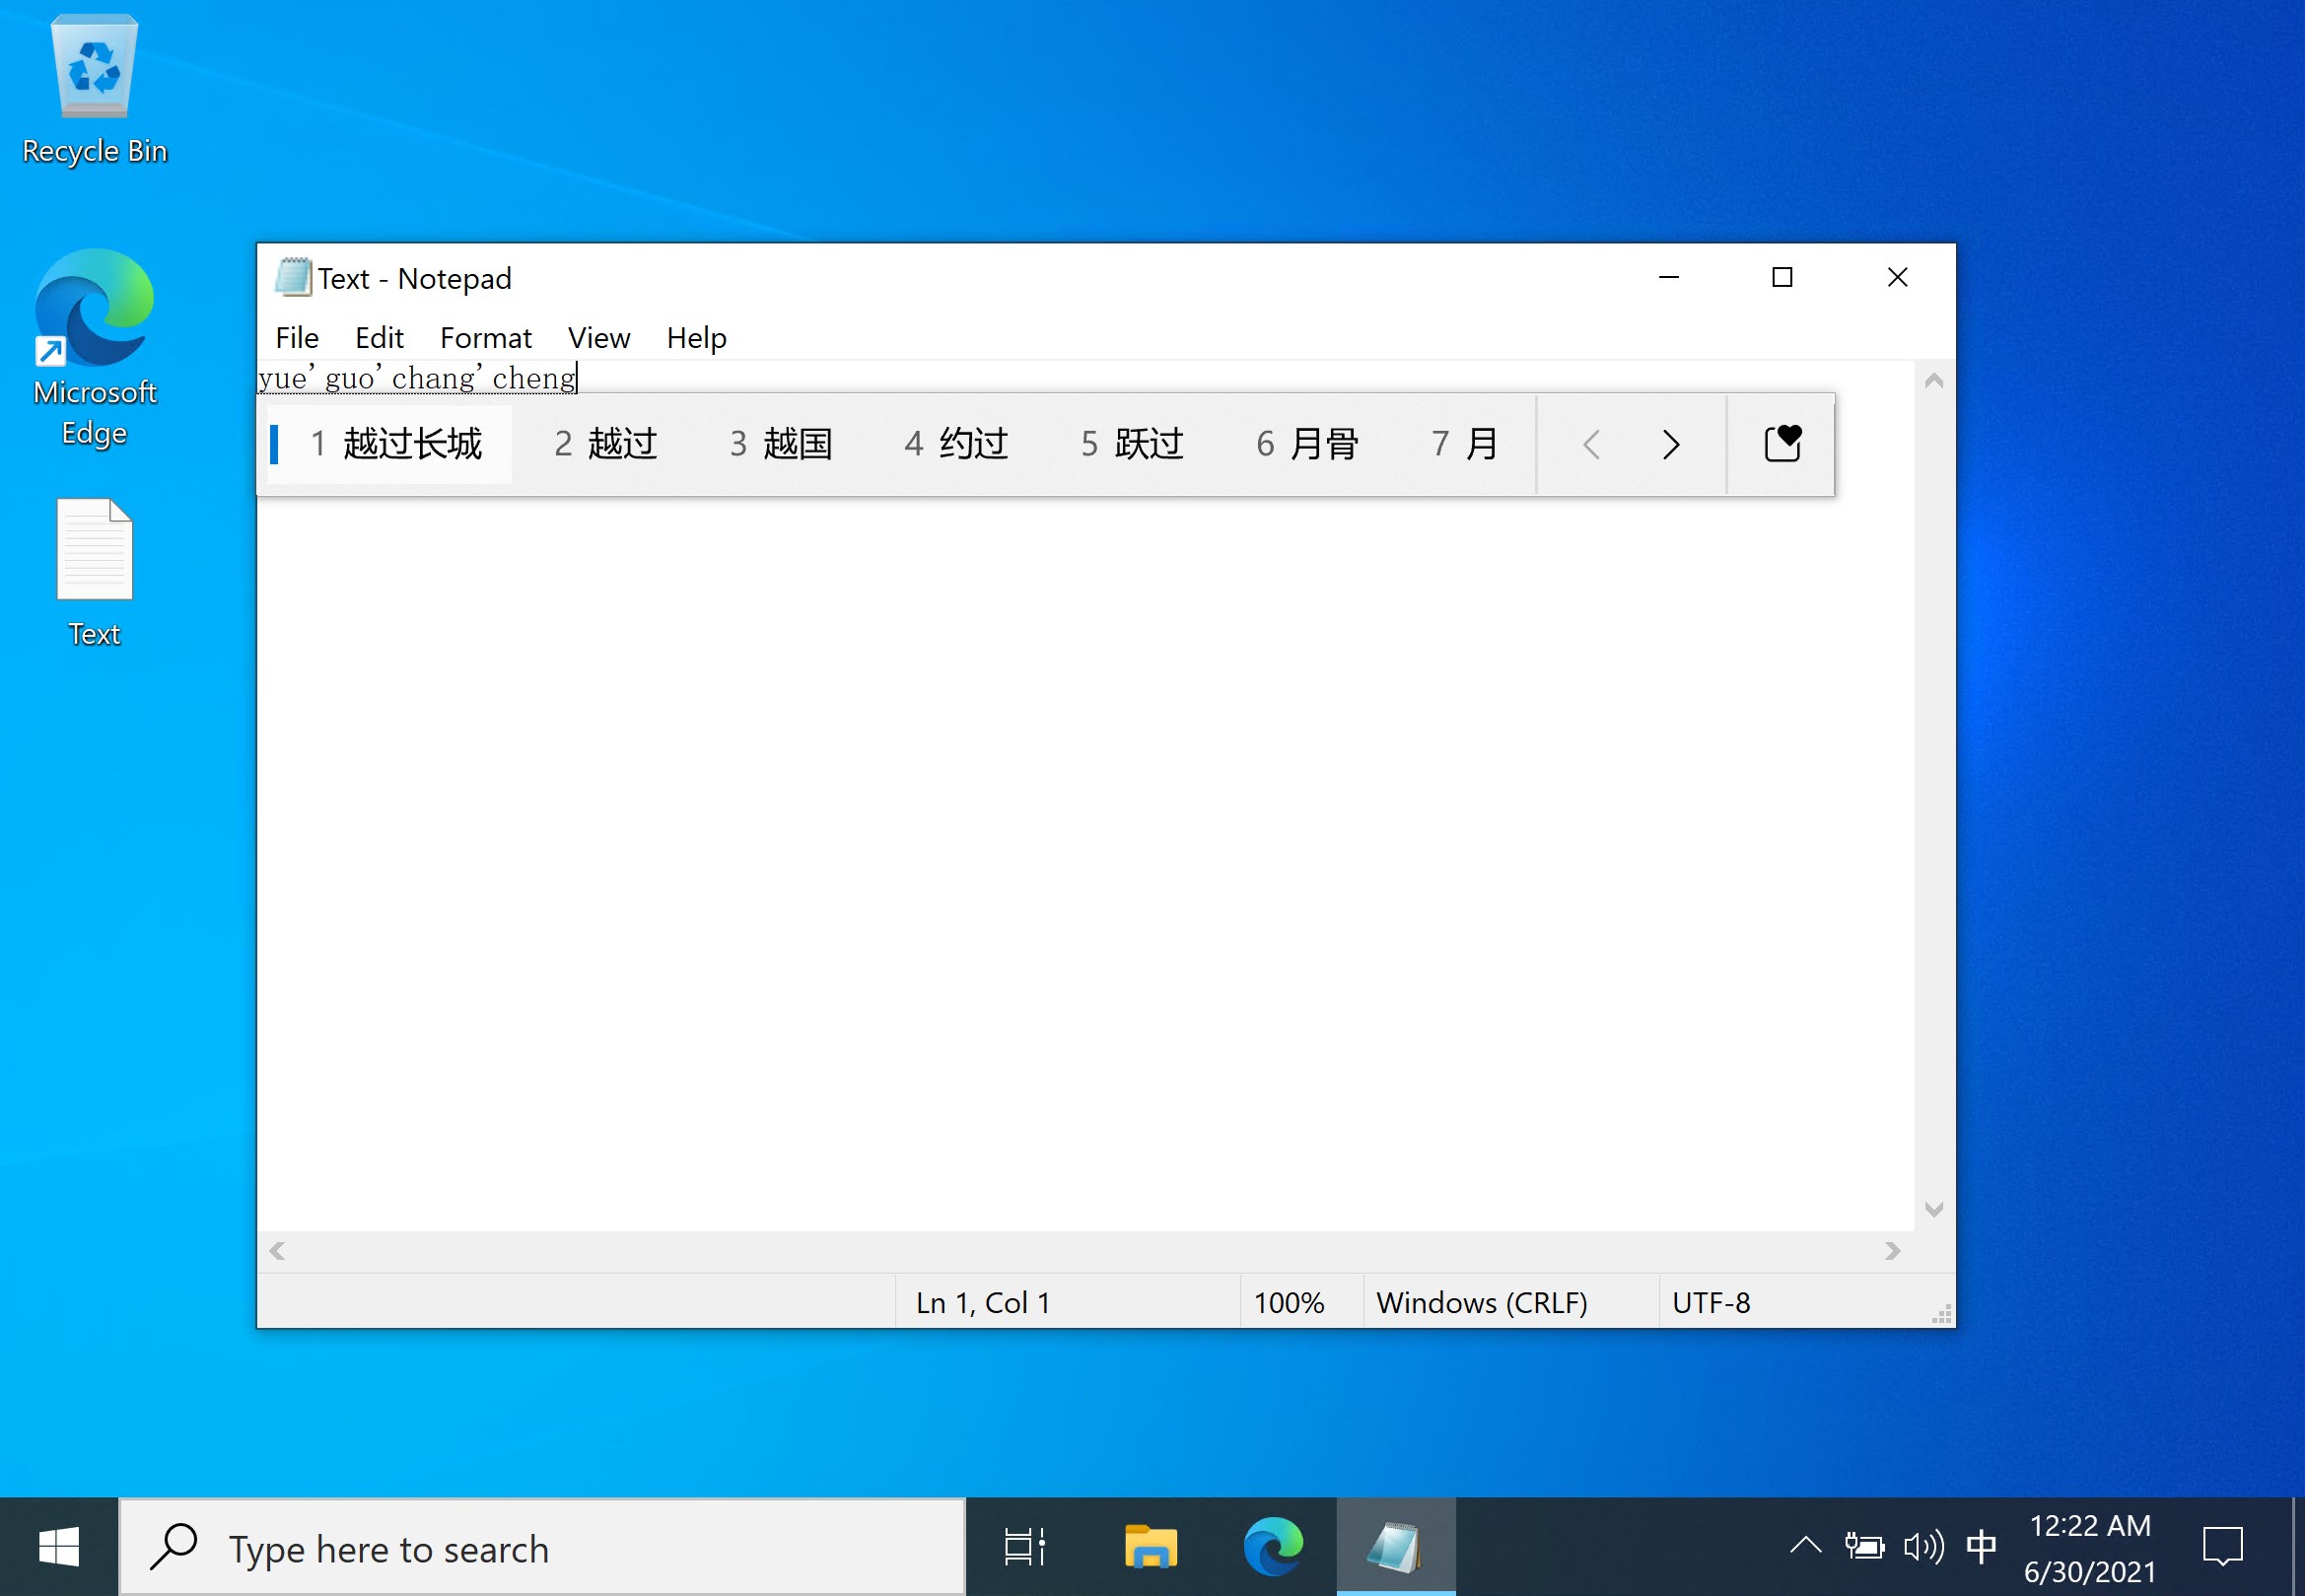 Recycle Bin
Microsoft
Edge
Text
Text - Notepad
File Edit Format View Help
yue'guo'chang'cheng
1 越过长城 2 越过 3 越国 4 约过 5 跃过 6 月骨 7 月
Ln 1, Col 1 100% Windows (CRLF) UTF-8
Type here to search
中
12:22 AM
6/30/2021